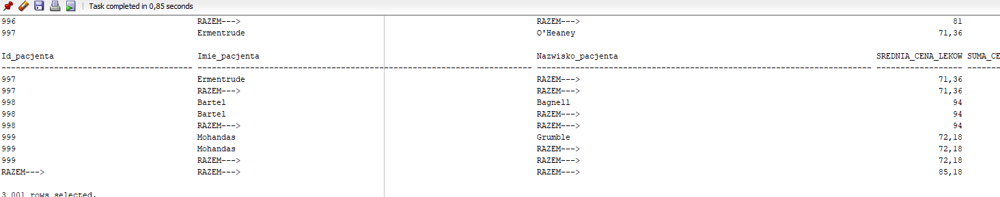 Task completed in 0,85 seconds
996 RAZEM---> RAZEM---> 81
997 Ermentrude O'Heaney 71,36
Id_pacjenta Imie_pacjenta Nazwisko_pacjenta SREDNIA_CENA_LEKOW SUMA_CE
997 Ermentrude RAZEM---> 71,36
997 RAZEM---> RAZEM---> 71,36
998 Bartel Bagnell 94
998 Bartel RAZEM---> 94
998 RAZEM---> RAZEM---> 94
999 Mohandas Grumble 72,18
999 Mohandas RAZEM---> 72,18
999 RAZEM---> RAZEM---> 72,18
RAZEM---> RAZEM---> RAZEM---> 85,18
3 001 rows selected.